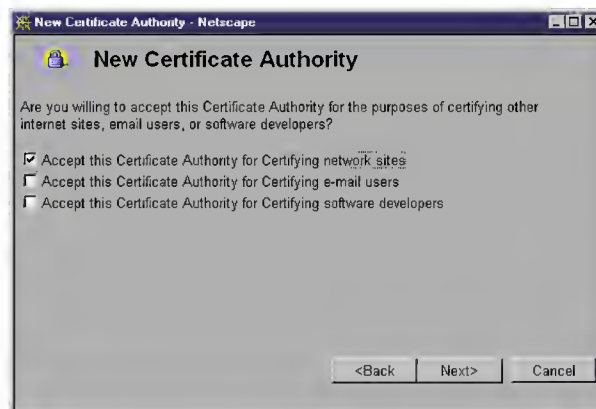 New Certificate Authority - Netscape
New Certificate Authority
Are you willing to accept this Certificate Authority for the purposes of certifying other
internet sites, email users, or software developers?
Accept this Certificate Authority for Certifying network sites
Accept this Certificate Authority for Certifying e-mail users
Accept this Certificate Authority for Certifying software developers
<Back Next> Cancel